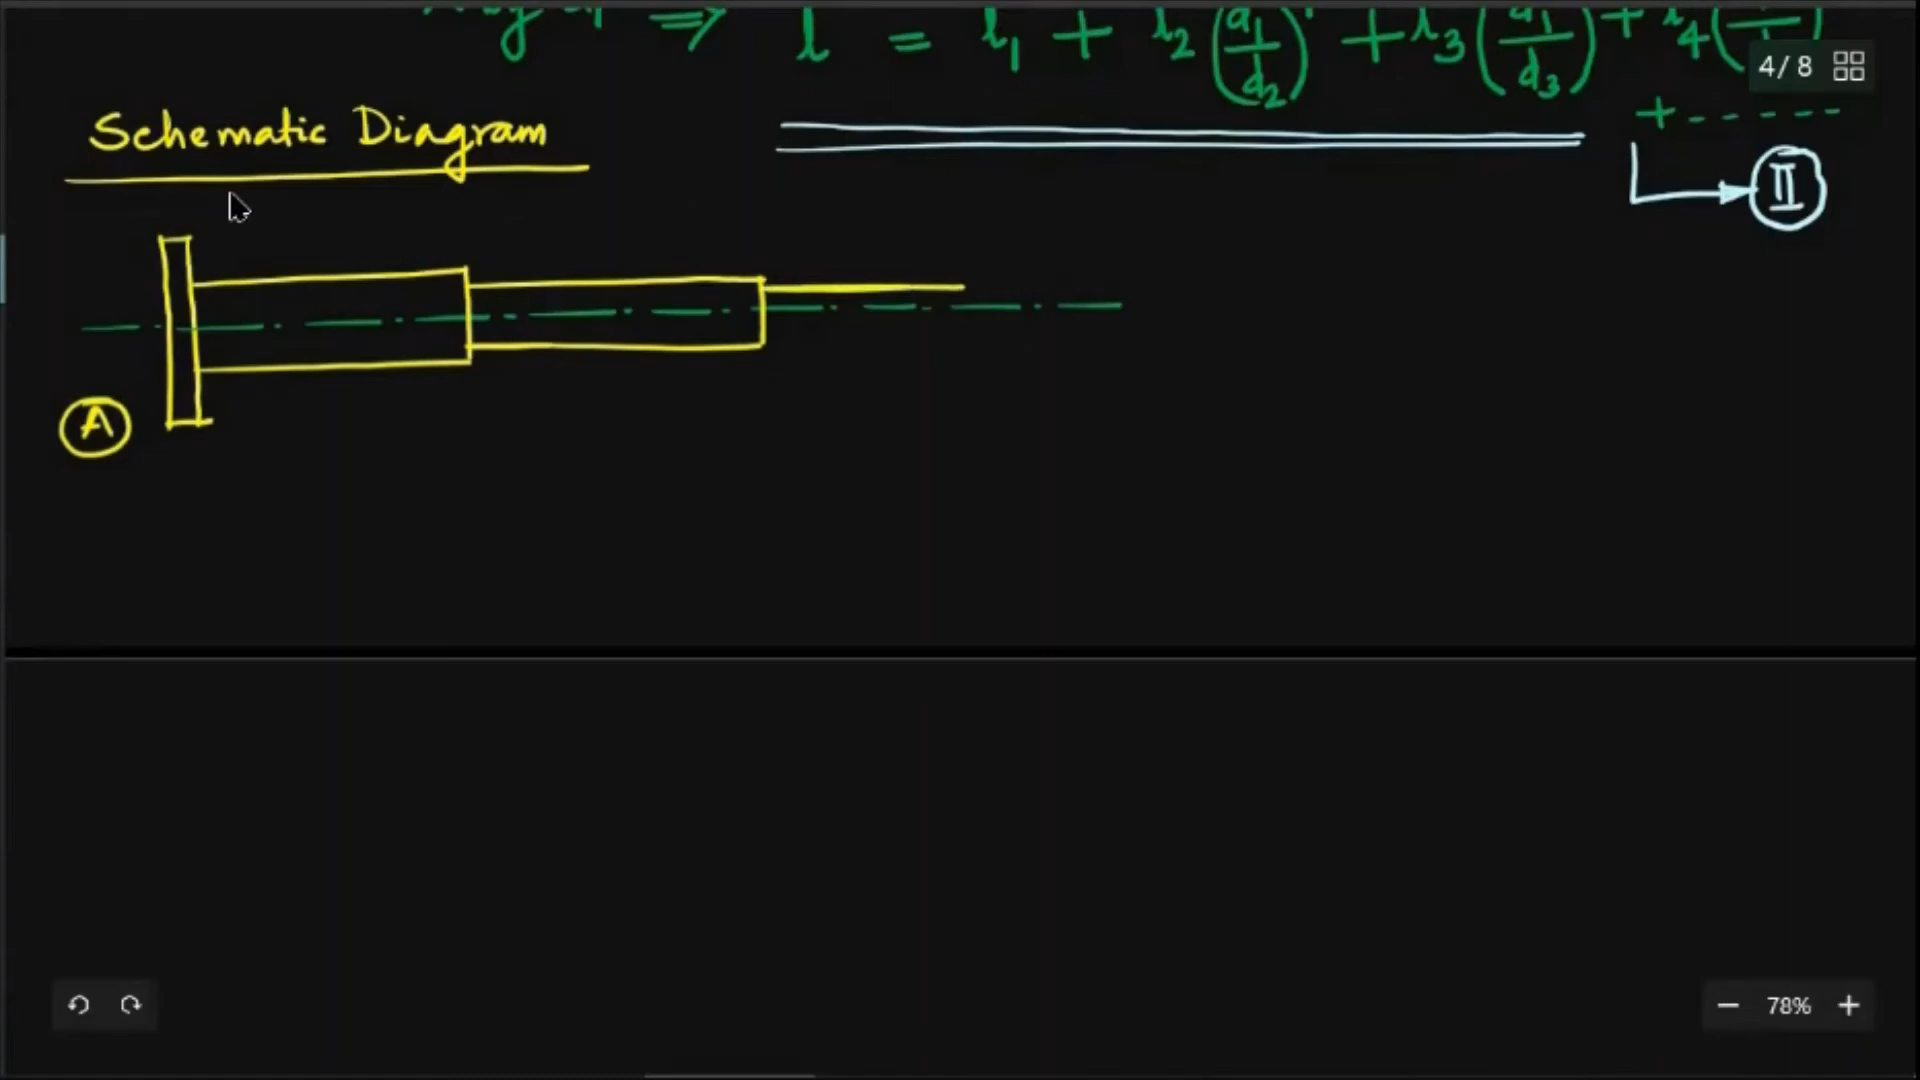 ⇒ l = l₁ + l₂(d₁/d₂) + l₃(d₁/d₃) + l₄(
4/8
+ - - - - - -
Schematic Diagram
II
A
78%